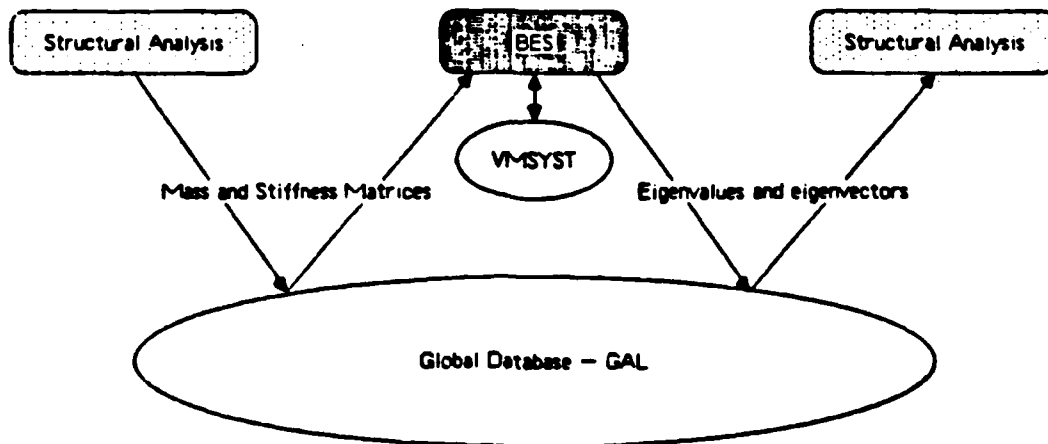 Structural Analysis
BES
Structural Analysis
VMSYST
Mass and Stiffness Matrices
Eigenvalues and eigenvectors
Global Database — GAL